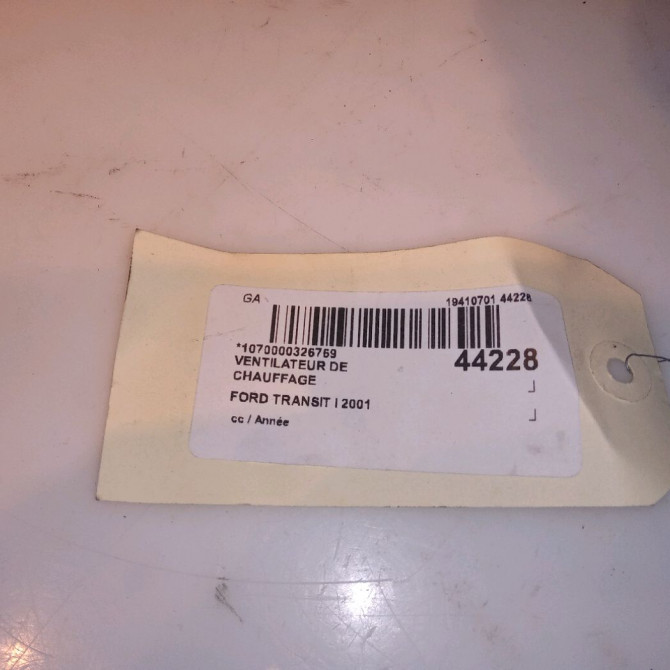 GA
19410701 44228
*1070000326769
44228
VENTILATEUR DE
CHAUFFAGE
FORD TRANSIT I 2001
cc / Année